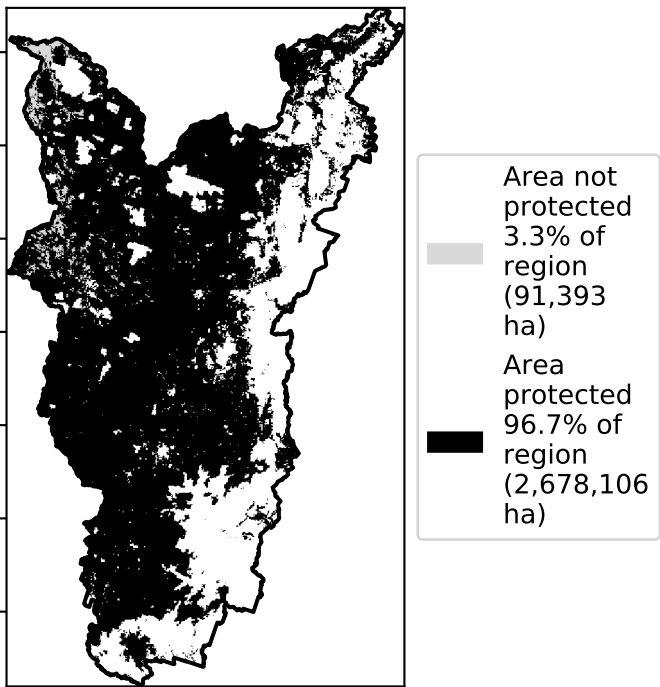 Area not
protected
3.3% of
region
(91,393
ha)
Area
protected
96.7% of
region
(2,678,106
ha)